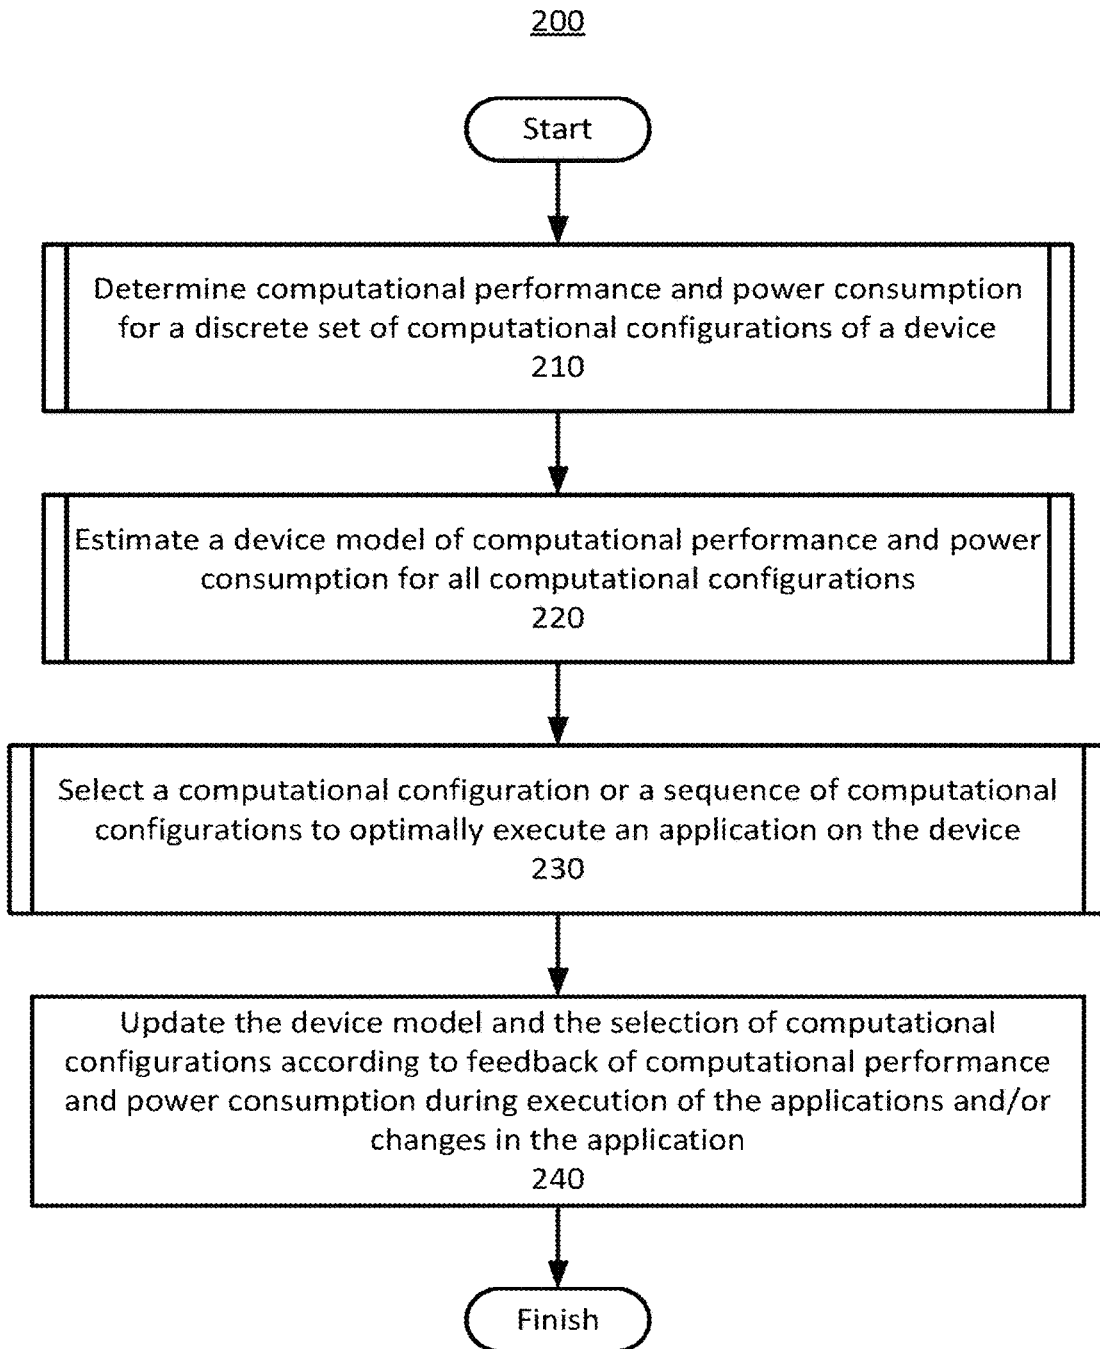 200
Start
Determine computational performance and power consumption
for a discrete set of computational configurations of a device
210
Estimate a device model of computational performance and power
consumption for all computational configurations
220
Select a computational configuration or a sequence of computational
configurations to optimally execute an application on the device
230
Update the device model and the selection of computational
configurations according to feedback of computational performance
and power consumption during execution of the applications and/or
changes in the application
240
Finish